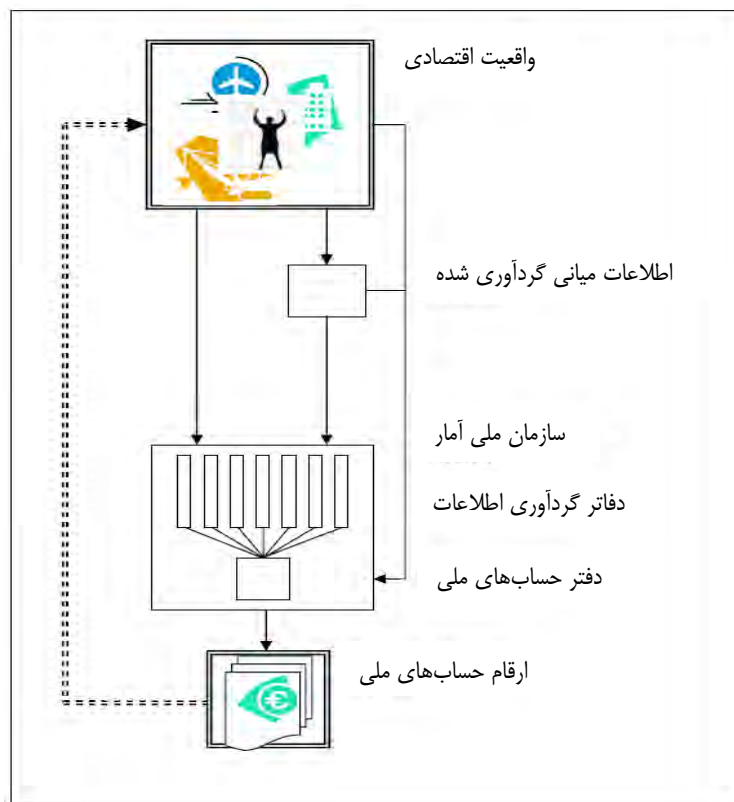 واقعیت اقتصادی
اطلاعات میانی گردآوری شده
سازمان ملی آمار
دفاتر گردآوری اطلاعات
دفتر حساب‌های ملی
ارقام حساب‌های ملی
€